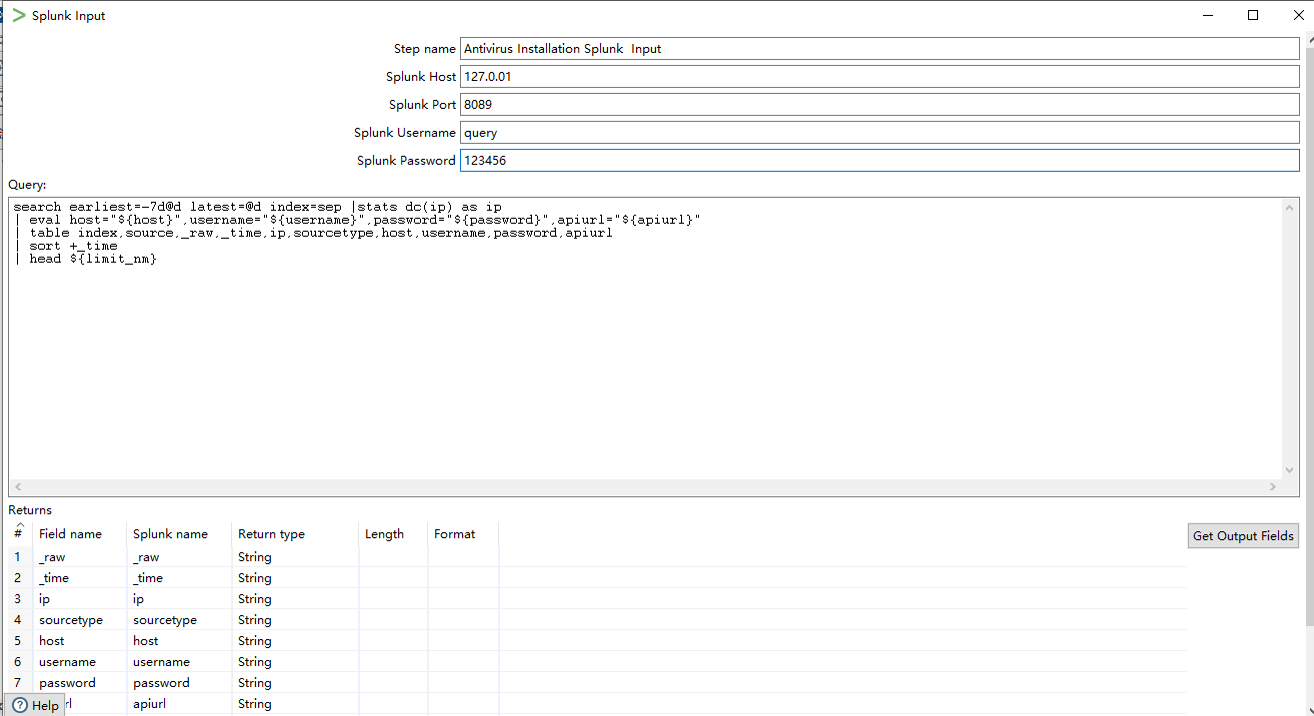 Splunk Input
Step name Antivirus Installation Splunk  Input
Splunk Host 127.0.01
Splunk Port 8089
Splunk Username query
Splunk Password 123456
Query:
search earliest=-7d@d latest=@d index=sep |stats dc(ip) as ip
| eval host="${host}",username="${username}",password="${password}",apiurl="${apiurl}"
| table index,source,_raw,_time,ip,sourcetype,host,username,password,apiurl
| sort +_time
| head ${limit_nm}
Returns
# Field name Splunk name Return type Length Format
Get Output Fields
1 _raw _raw String
2 _time _time String
3 ip ip String
4 sourcetype sourcetype String
5 host host String
6 username username String
7 password password String
Help rl apiurl String